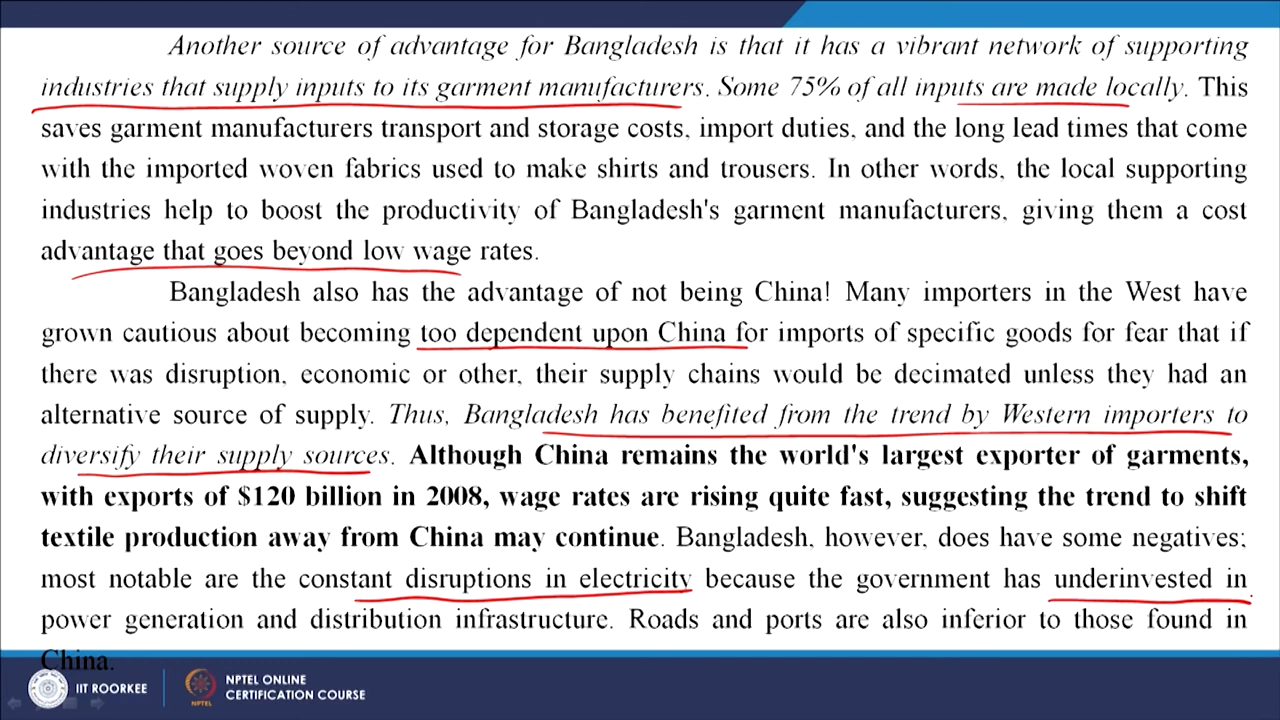 Another source of advantage for Bangladesh is that it has a vibrant network of supporting
industries that supply inputs to its garment manufacturers. Some 75% of all inputs are made locally. This
saves garment manufacturers transport and storage costs, import duties, and the long lead times that come
with the imported woven fabrics used to make shirts and trousers. In other words, the local supporting
industries help to boost the productivity of Bangladesh's garment manufacturers, giving them a cost
advantage that goes beyond low wage rates.
Bangladesh also has the advantage of not being China! Many importers in the West have
grown cautious about becoming too dependent upon China for imports of specific goods for fear that if
there was disruption, economic or other, their supply chains would be decimated unless they had an
alternative source of supply. Thus, Bangladesh has benefited from the trend by Western importers to
diversify their supply sources. Although China remains the world's largest exporter of garments,
with exports of $120 billion in 2008, wage rates are rising quite fast, suggesting the trend to shift
textile production away from China may continue. Bangladesh, however, does have some negatives;
most notable are the constant disruptions in electricity because the government has underinvested in
power generation and distribution infrastructure. Roads and ports are also inferior to those found in
China.
IIT ROORKEE
NPTEL
NPTEL ONLINE
CERTIFICATION COURSE